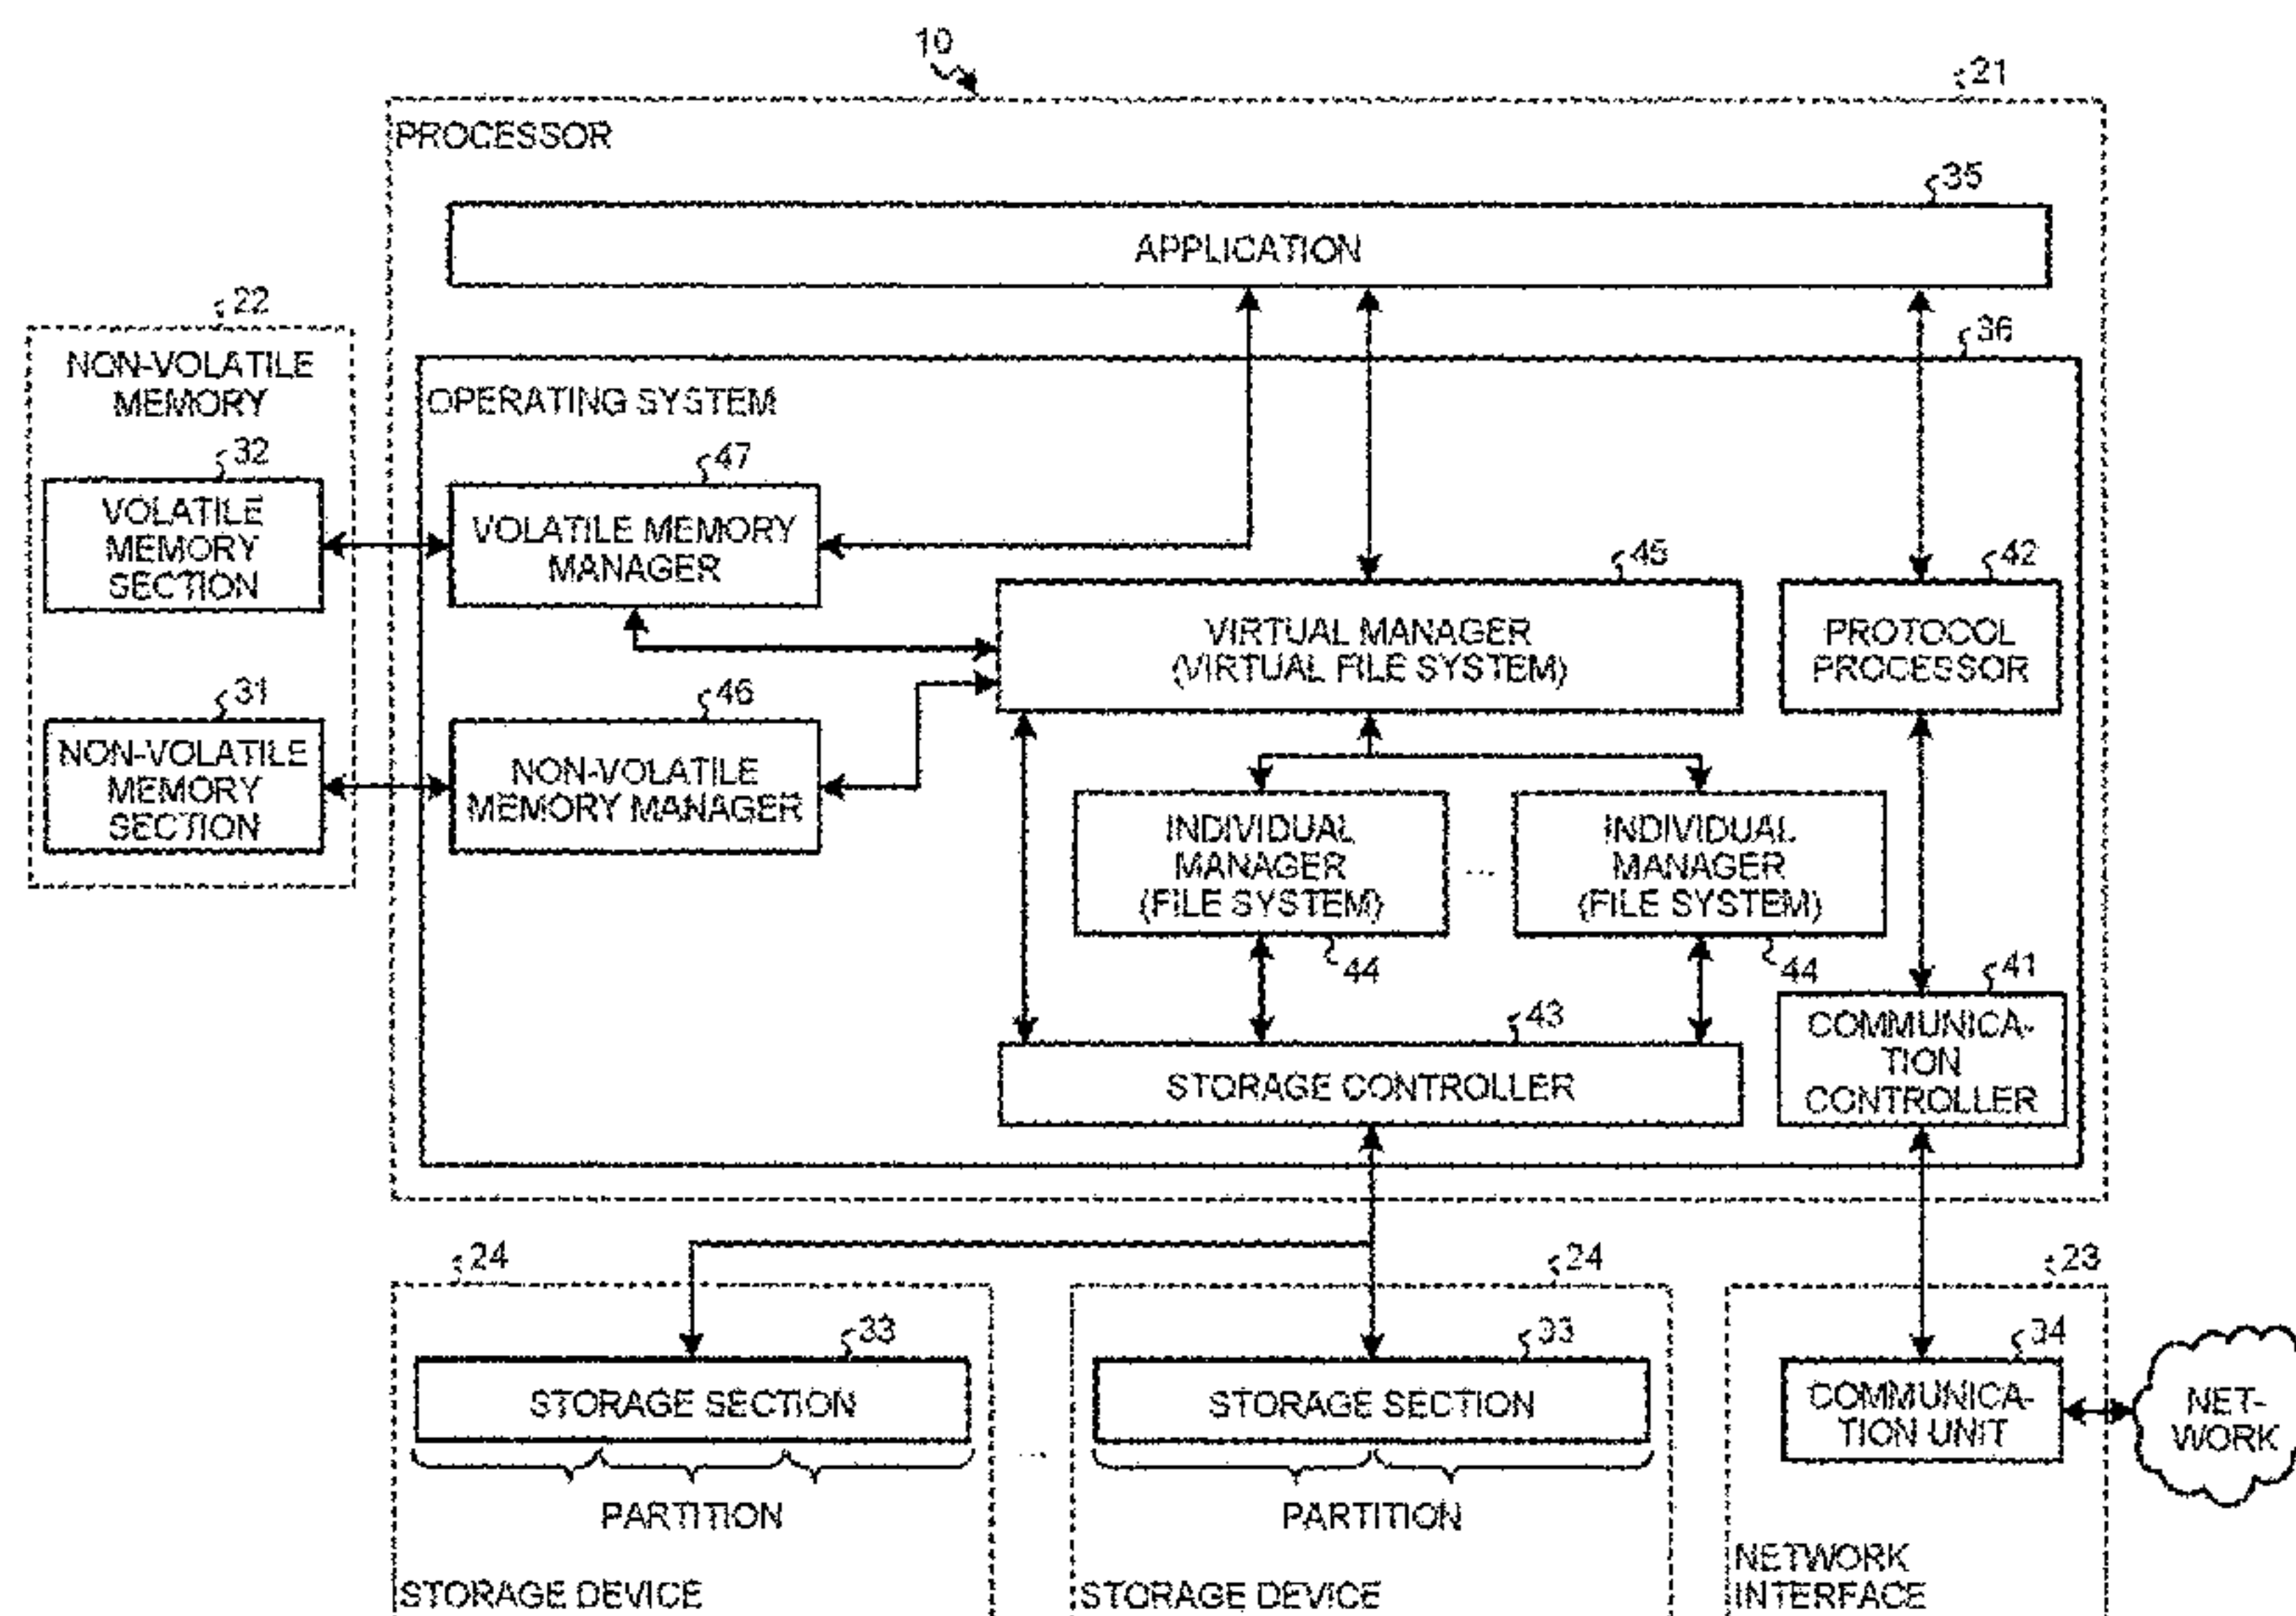 10
21
PROCESSOR
35
APPLICATION
22
NON-VOLATILE
MEMORY
36
OPERATING SYSTEM
32
VOLATILE
MEMORY
SECTION
47
VOLATILE MEMORY
MANAGER
45
VIRTUAL MANAGER
(VIRTUAL FILE SYSTEM)
42
PROTOCOL
PROCESSOR
31
NON-VOLATILE
MEMORY
SECTION
46
NON-VOLATILE
MEMORY MANAGER
INDIVIDUAL
MANAGER
(FILE SYSTEM)
44
...
INDIVIDUAL
MANAGER
(FILE SYSTEM)
44
41
COMMUNICA-
TION
CONTROLLER
43
STORAGE CONTROLLER
24
33
STORAGE SECTION
PARTITION
STORAGE DEVICE
...
24
33
STORAGE SECTION
PARTITION
STORAGE DEVICE
23
34
COMMUNICA-
TION UNIT
NETWORK
INTERFACE
NET-
WORK